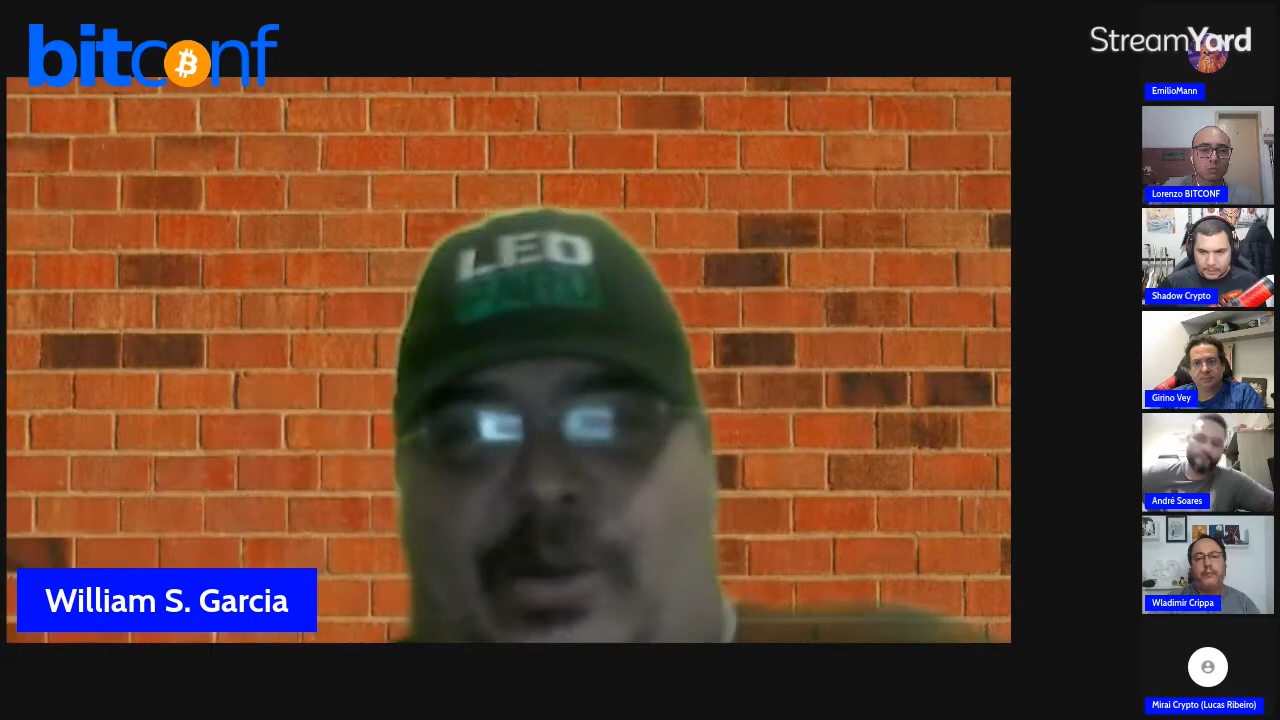 bitconf
StreamYard
EmilioMann
Lorenzo BITCONF
Shadow Crypto
LEO
Girino Vey
André Soares
William S. Garcia
Wladimir Crippa
Mirai Crypto (Lucas Ribeiro)